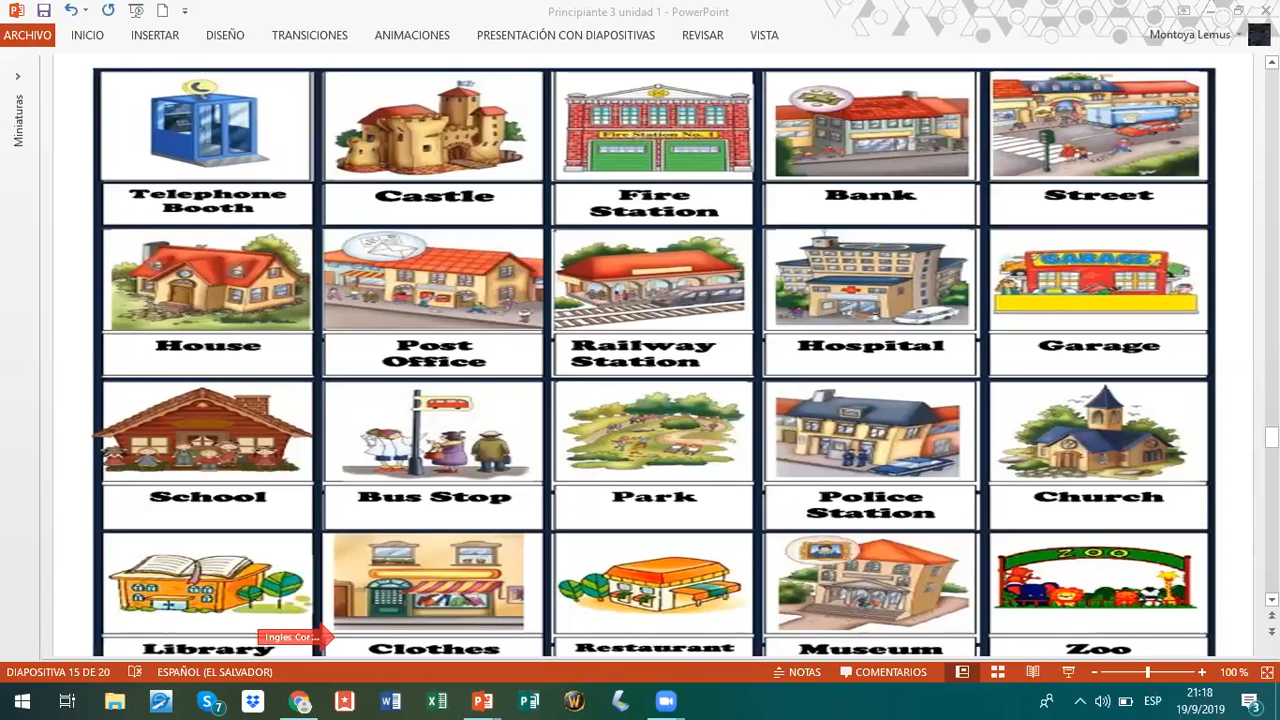 Principiante 3 unidad 1 - PowerPoint
ARCHIVO INICIO INSERTAR DISEÑO TRANSICIONES ANIMACIONES PRESENTACIÓN CON DIAPOSITIVAS REVISAR VISTA Montoya Lemus
Miniaturas
Fire Station No. 1
Telephone
Booth
Castle
Fire
Station
Bank
Street
GARAGE
House
Post
Office
Railway
Station
Hospital
Garage
School
Bus Stop
Park
Police
Station
Church
ZOO
Ingles Cor...
Library
Clothes
Restaurant
Museum
Zoo
DIAPOSITIVA 15 DE 20 ESPAÑOL (EL SALVADOR) NOTAS COMENTARIOS 100 %
7 ESP 21:18
19/9/2019 3